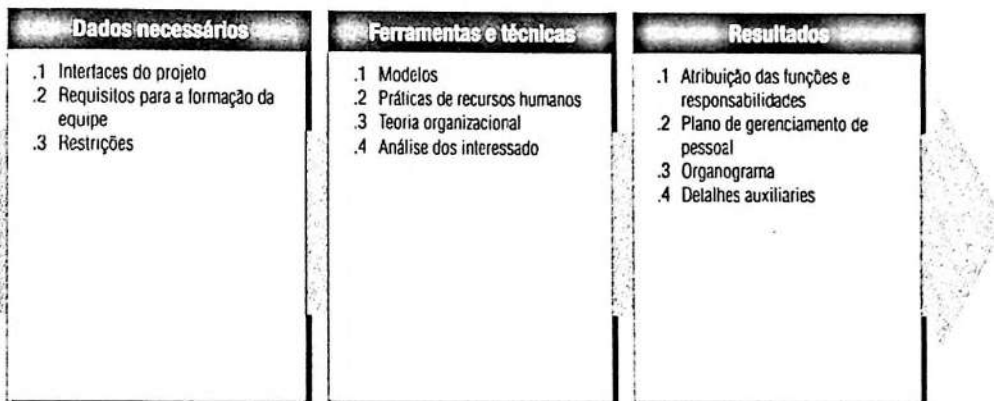 Dados necessários
.1 Interfaces do projeto
.2 Requisitos para a formação da
equipe
.3 Restrições
Ferramentas e técnicas
.1 Modelos
.2 Práticas de recursos humanos
.3 Teoria organizacional
.4 Análise dos interessado
Resultados
.1 Atribuição das funções e
responsabilidades
.2 Plano de gerenciamento de
pessoal
.3 Organograma
.4 Detalhes auxiliaries